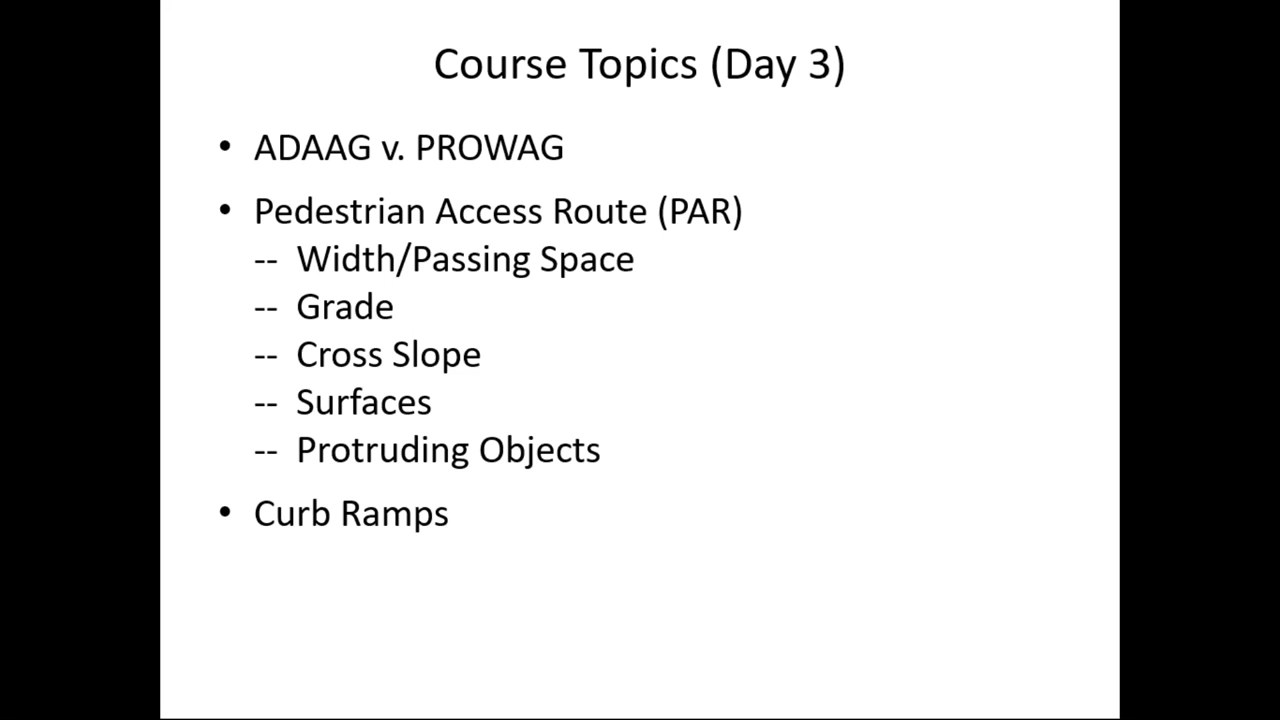 Course Topics (Day 3)
• ADAAG v. PROWAG
• Pedestrian Access Route (PAR)
-- Width/Passing Space
-- Grade
-- Cross Slope
-- Surfaces
-- Protruding Objects
• Curb Ramps